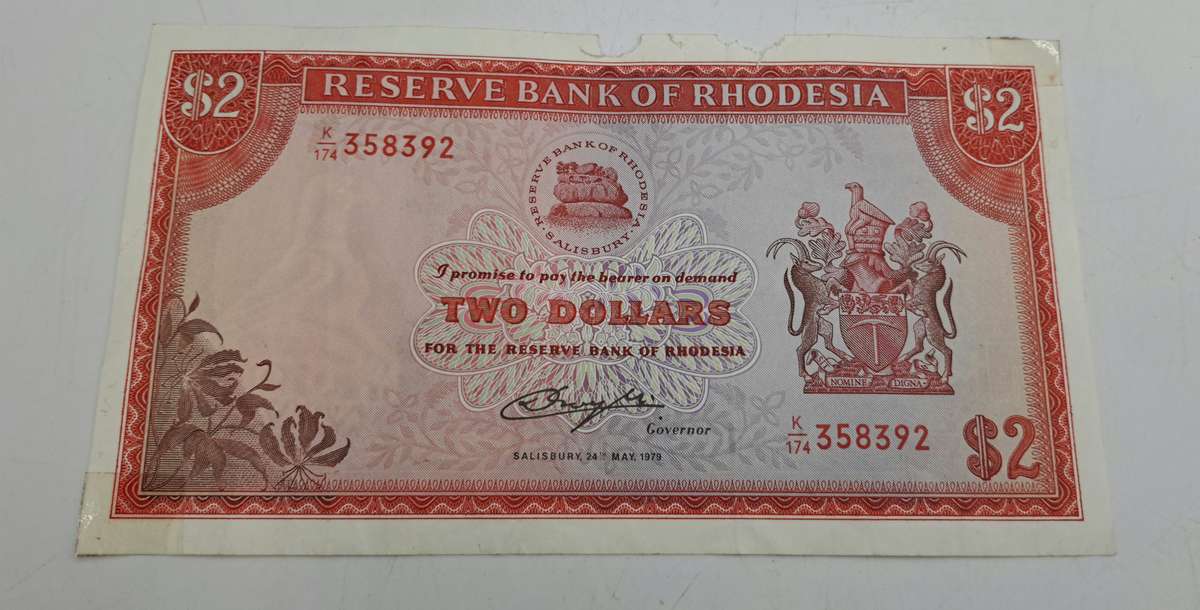 $2 RESERVE BANK OF RHODESIA $2
K/174 358392
·RESERVE BANK OF RHODESIA·
SALISBURY
I promise to pay the bearer on demand
TWO DOLLARS
FOR THE RESERVE BANK OF RHODESIA
NOMINE DIGNA
Governor
K/174 358392 $2
SALISBURY, 24TH MAY, 1979